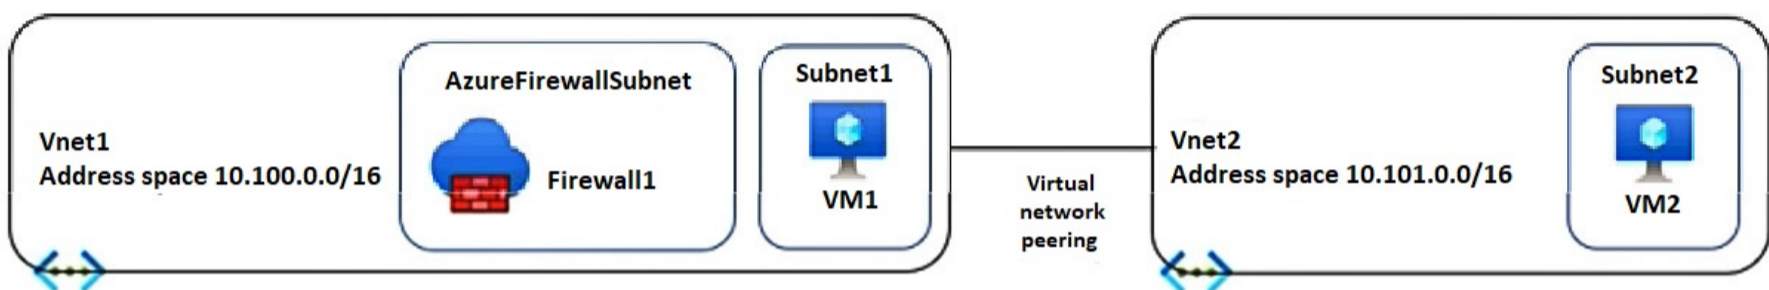 Vnet1
Address space 10.100.0.0/16
AzureFirewallSubnet
Firewall1
Subnet1
VM1
Virtual
network
peering
Vnet2
Address space 10.101.0.0/16
Subnet2
VM2